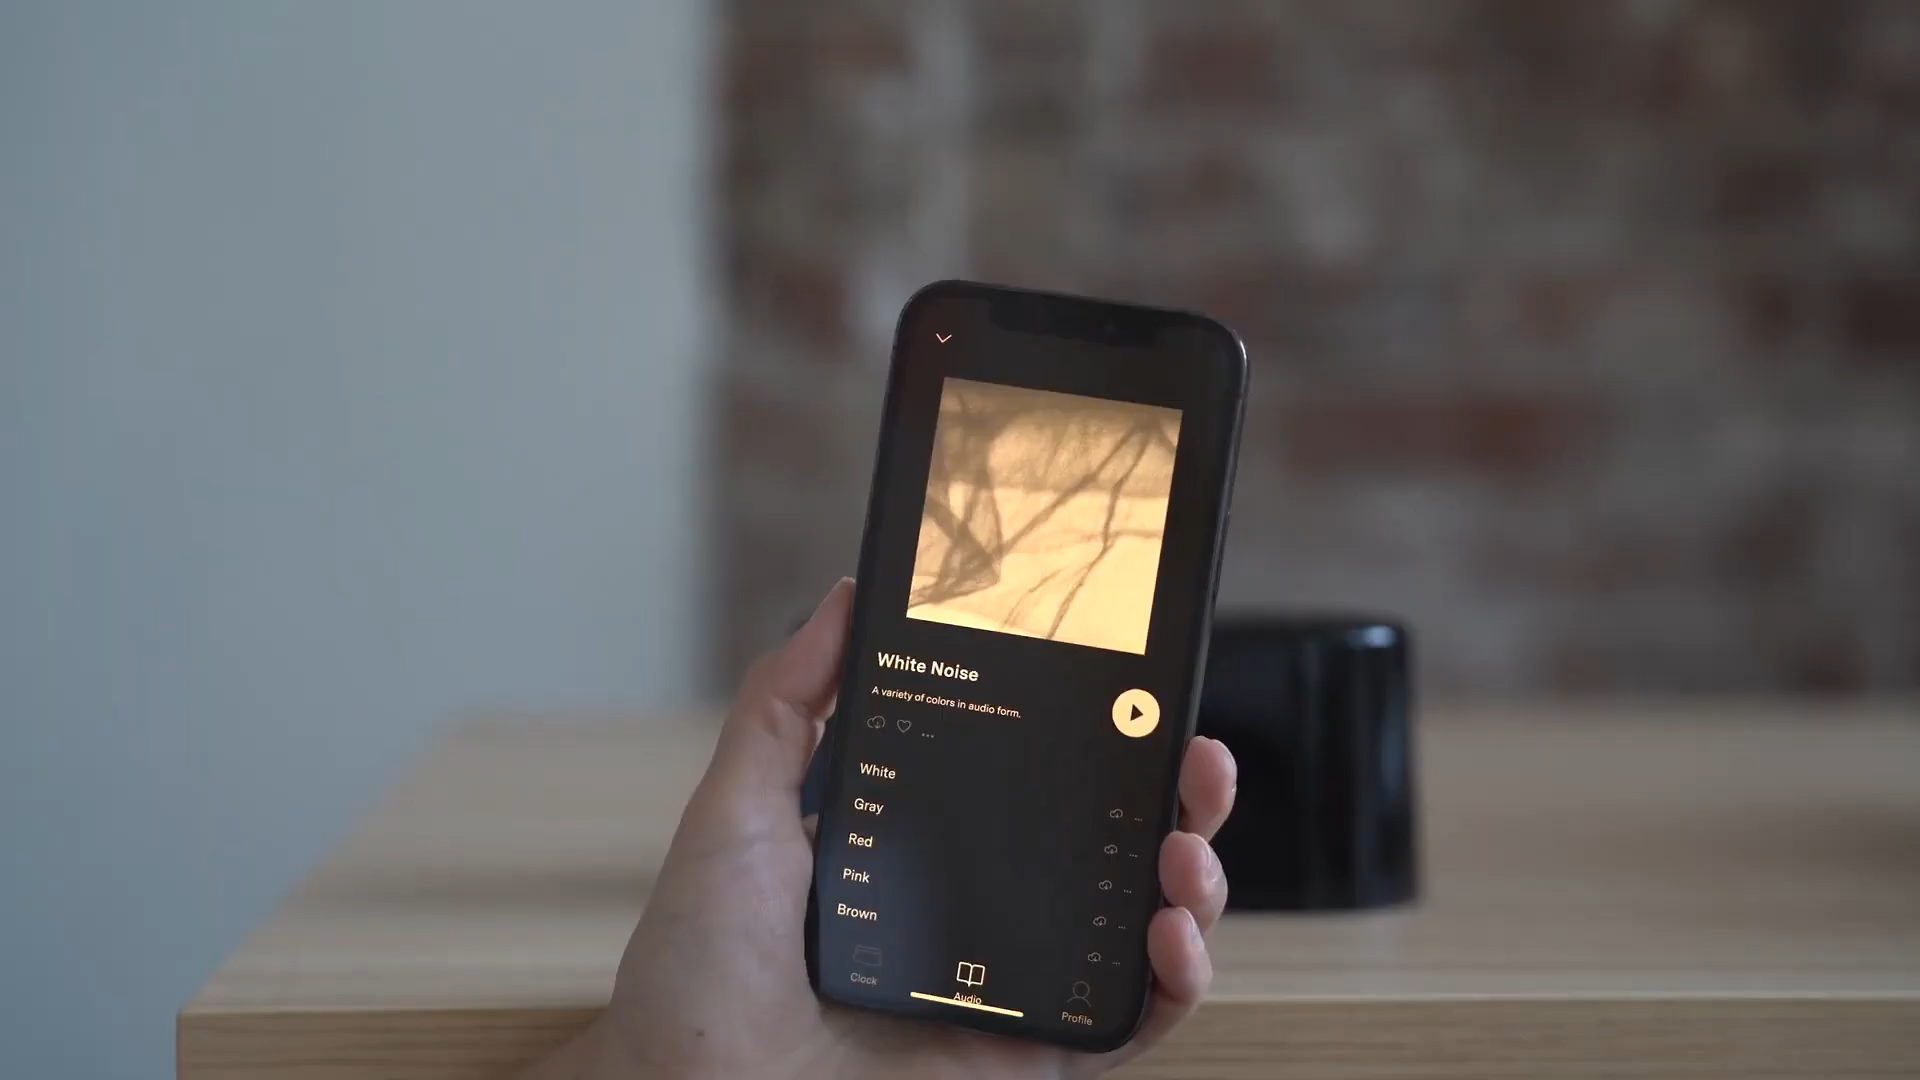 White Noise
A variety of colors in audio form.
White
Gray
Red
Pink
Brown
Clock
Audio
Profile